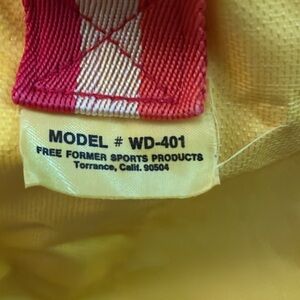 MODEL # WD-401
FREE FORMER SPORTS PRODUCTS
Torrance, Calif. 90504